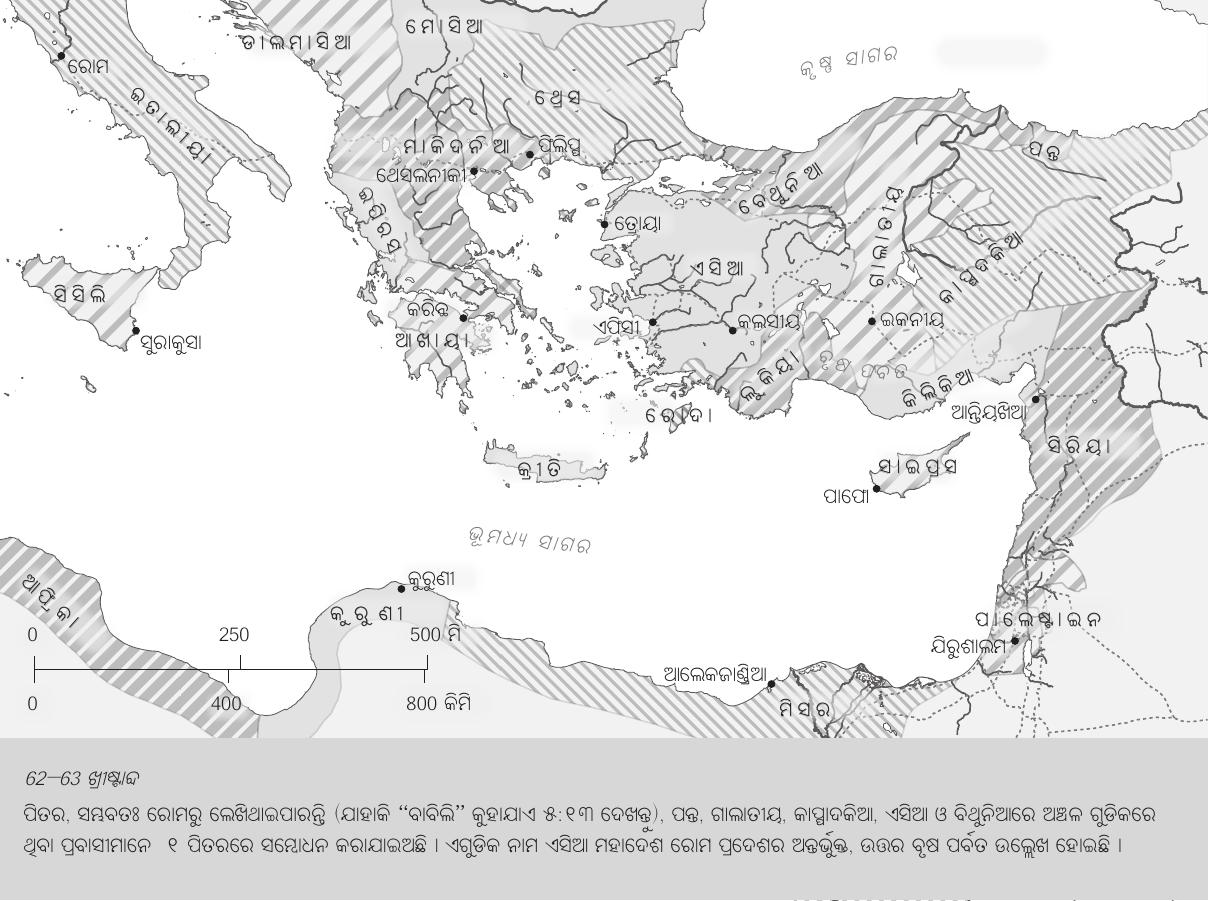 ମୋସିଆ
ଡାଲମାସିଆ
କୃଷ୍ଣ ସାଗର
ରୋମ
ଥ୍ରେସ
ଇତାଲୀୟା
ମାକିଦନିଆ
ଫିଲିପ୍ପୀ
ପନ୍ତ
ଥେସଲନୀକୀ
ବେଥୁନିଆ
ଇପିରସ
ତ୍ରୋୟା
ଗାଲାତୀୟ
ଏସିଆ
କାପ୍ପଦକିଆ
ସିସିଲି
କରିନ୍ଥ
ସୁରାକୁସା
ଏଫିସୀ
କଲସୀୟ
ଇକନୀୟ
ଆଖାୟା
ବୃଷ ପର୍ବତ
ଲୁକିୟା
କିଲିକିଆ
ରୋଦା
ଆନ୍ତିୟଖିଆ
ସିରିୟା
କ୍ରୀତି
ସାଇପ୍ରସ
ପାଫୋ
ଭୂମଧ୍ୟ ସାଗର
କୁରୁଣୀ
ଆଫ୍ରିକା
କୁରୁଣୀ
ପାଲେଷ୍ଟାଇନ
0 250 500 ମି
ଯିରୁଶାଲମ
ଆଲେକଜାଣ୍ଡ୍ରିଆ
0 400 800 କିମି
ମିସର
62–63 ଖ୍ରୀଷ୍ଟାବ୍ଦ
ପିତର, ସମ୍ଭବତଃ ରୋମରୁ ଲେଖିଥାଇପାରନ୍ତି (ଯାହାକି “ବାବିଲି” କୁହାଯାଏ ୫:୧୩ ଦେଖନ୍ତୁ), ପନ୍ତ, ଗାଲାତୀୟ, କାପ୍ପାଦକିଆ, ଏସିଆ ଓ ବିଥୁନିଆରେ ଅଞ୍ଚଳ ଗୁଡିକରେ
ଥିବା ପ୍ରବାସୀମାନେ ୧ ପିତରରେ ସମ୍ବୋଧନ କରାଯାଇଅଛି । ଏଗୁଡିକ ନାମ ଏସିଆ ମହାଦେଶ ରୋମ ପ୍ରଦେଶର ଅନ୍ତର୍ଭୁକ୍ତ, ଉତ୍ତର ବୃଷ ପର୍ବତ ଉଲ୍ଲେଖ ହୋଇଛି ।